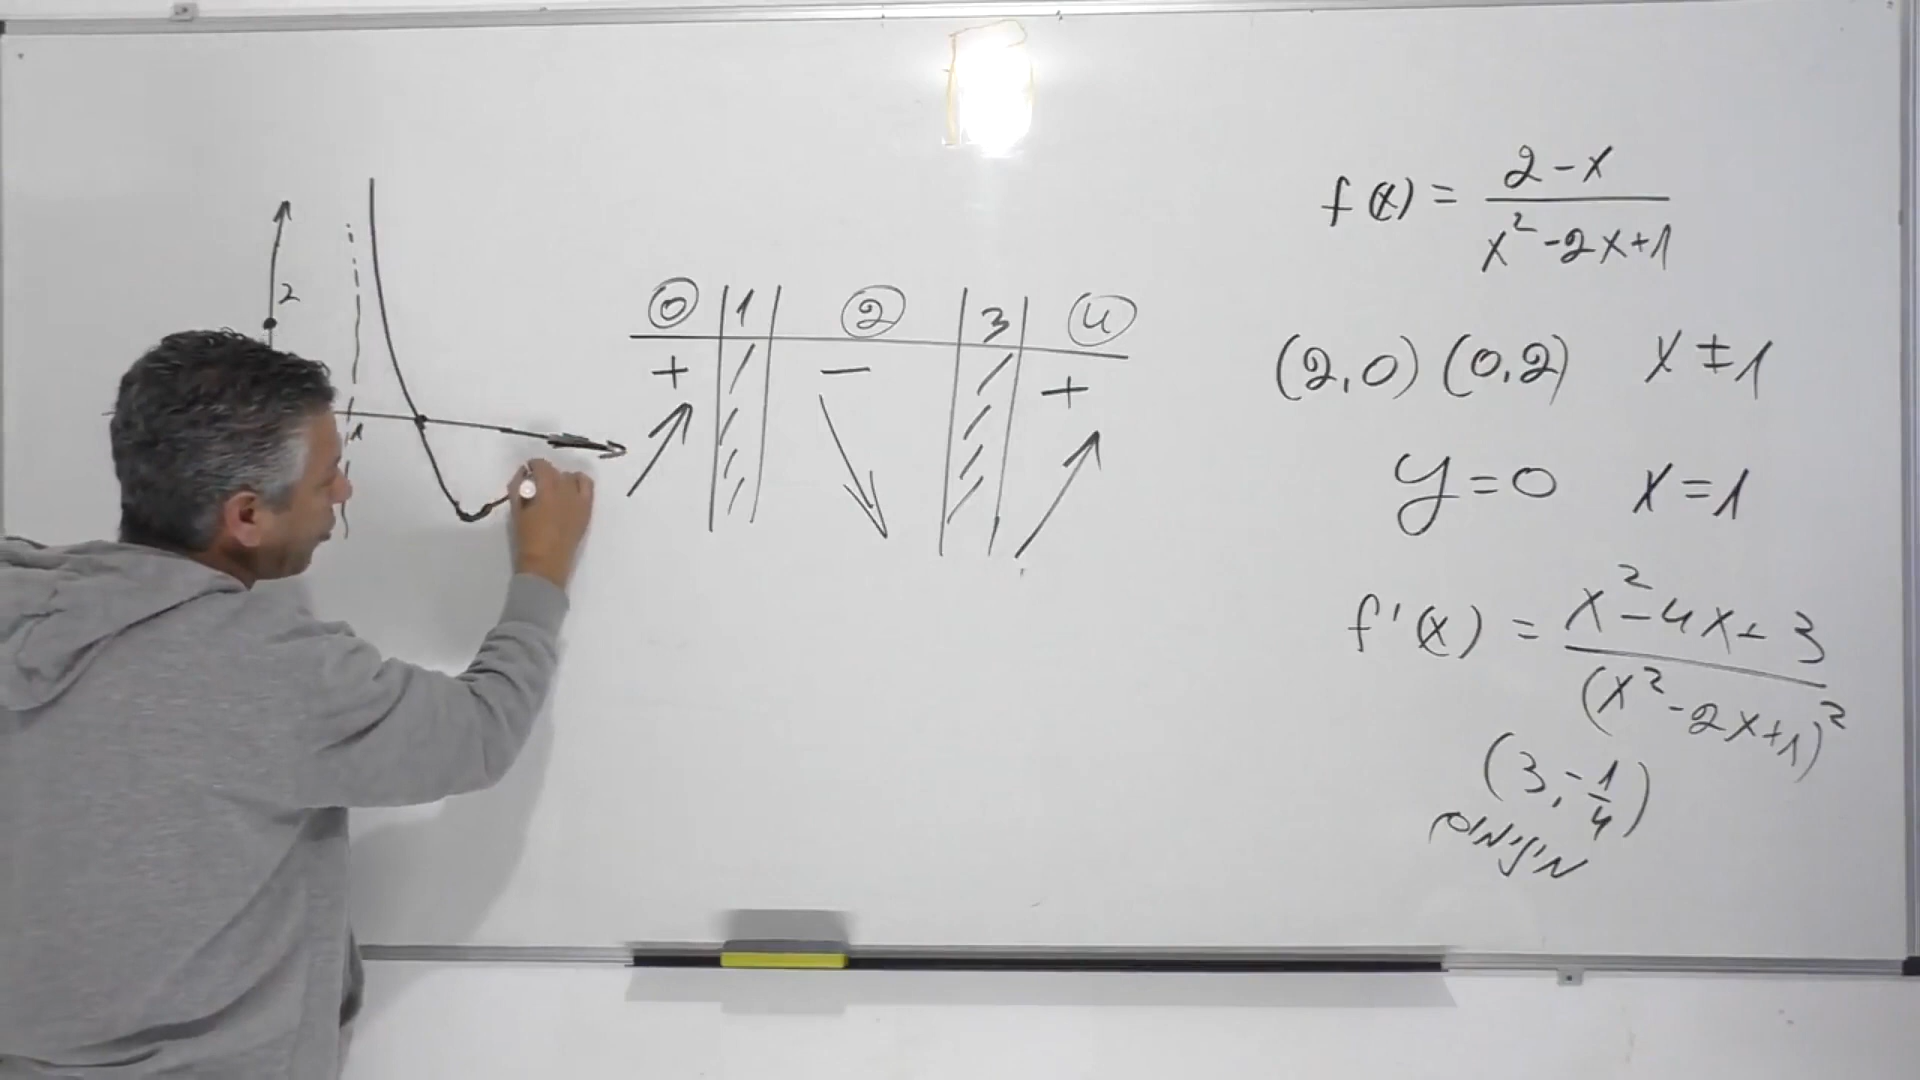 2
1
0 | 1 | 2 | 3 | 4
+ − +
f(x) = (2-x)/(x²-2x+1)
(2,0) (0,2) x≠1
y=0 x=1
f'(x) = (x²-4x+3)/(x²-2x+1)²
(3,-1/4)